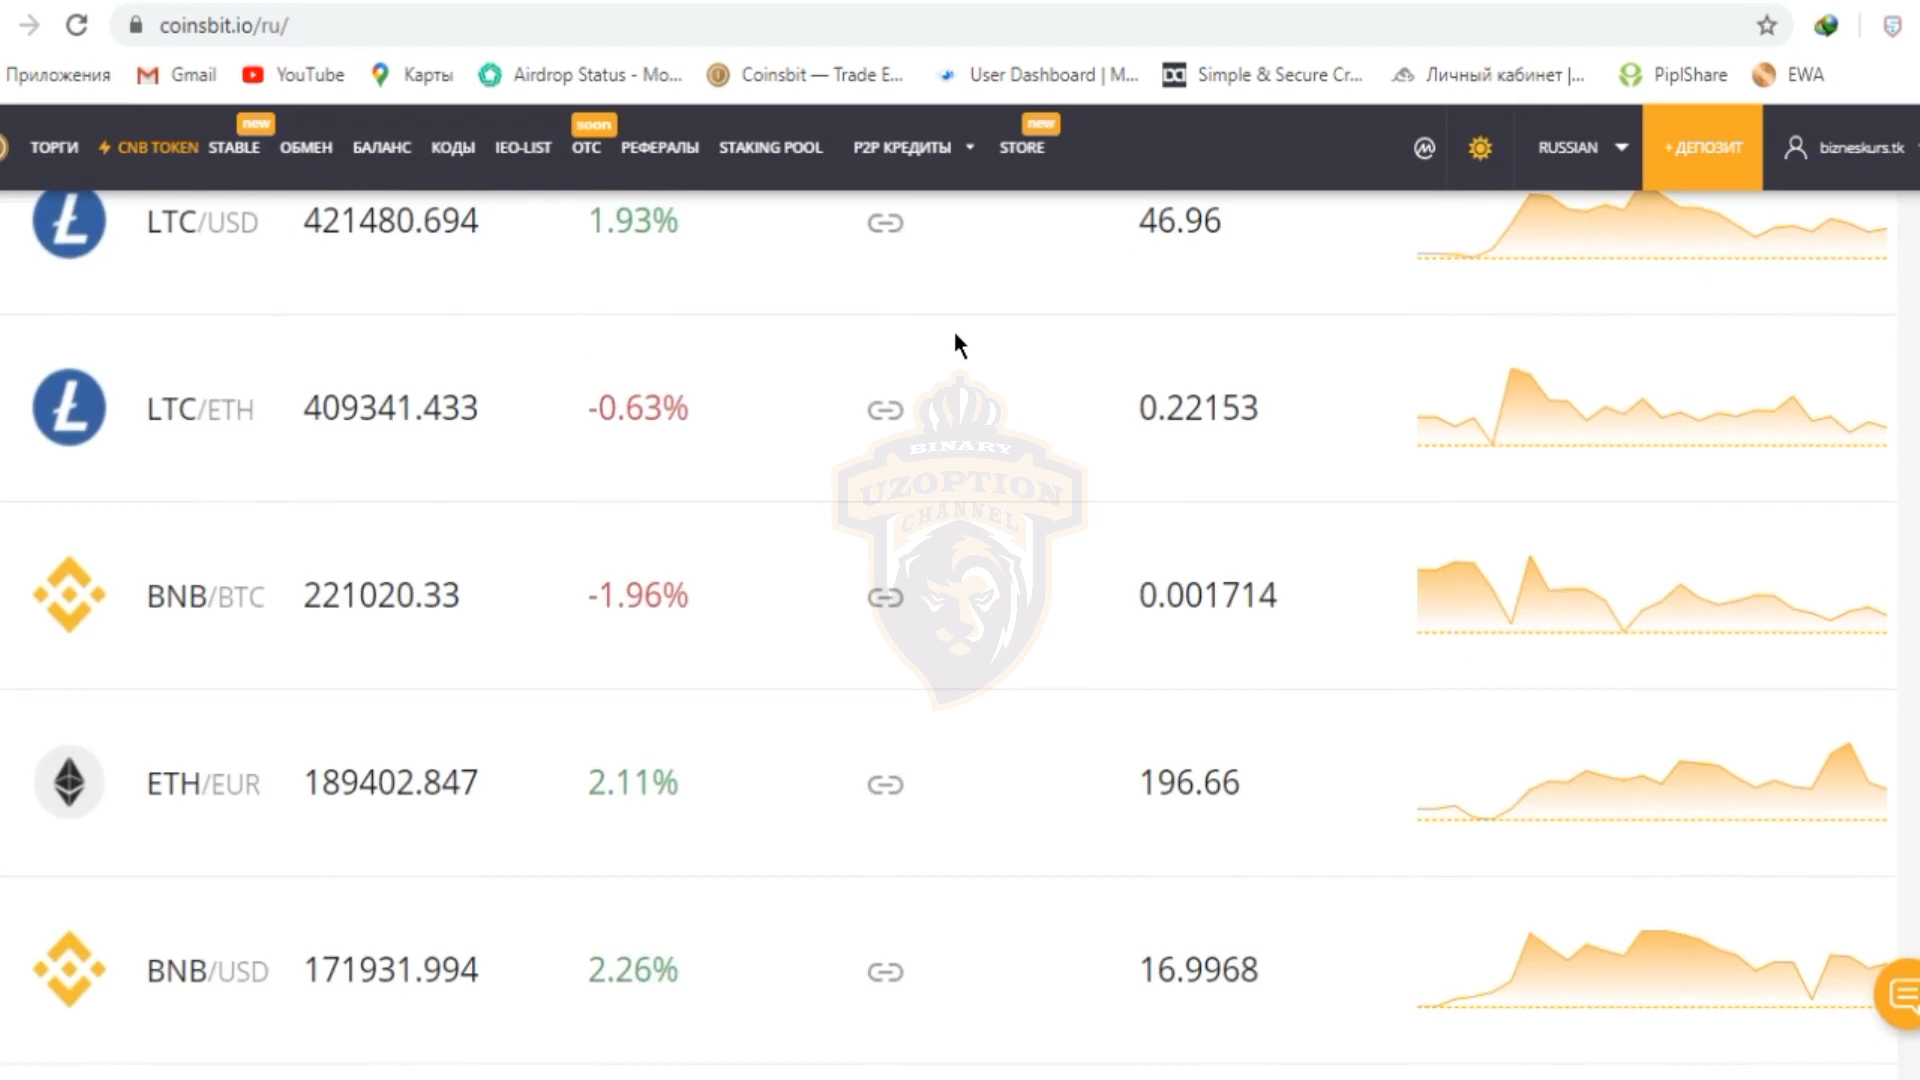 coinsbit.io/ru/
Приложения Gmail YouTube Карты Airdrop Status - Mo... Coinsbit — Trade E... User Dashboard | M... Simple & Secure Cr... Личный кабинет |... PiplShare EWA
new soon new
ТОРГИ CNB TOKEN STABLE ОБМЕН БАЛАНС КОДЫ IEO-LIST OTC РЕФЕРАЛЫ STAKING POOL P2P КРЕДИТЫ STORE RUSSIAN + ДЕПОЗИТ bizneskurs.tk
LTC/USD 421480.694 1.93% 46.96
LTC/ETH 409341.433 -0.63% 0.22153
BINARY
UZOPTION
CHANNEL
BNB/BTC 221020.33 -1.96% 0.001714
ETH/EUR 189402.847 2.11% 196.66
BNB/USD 171931.994 2.26% 16.9968